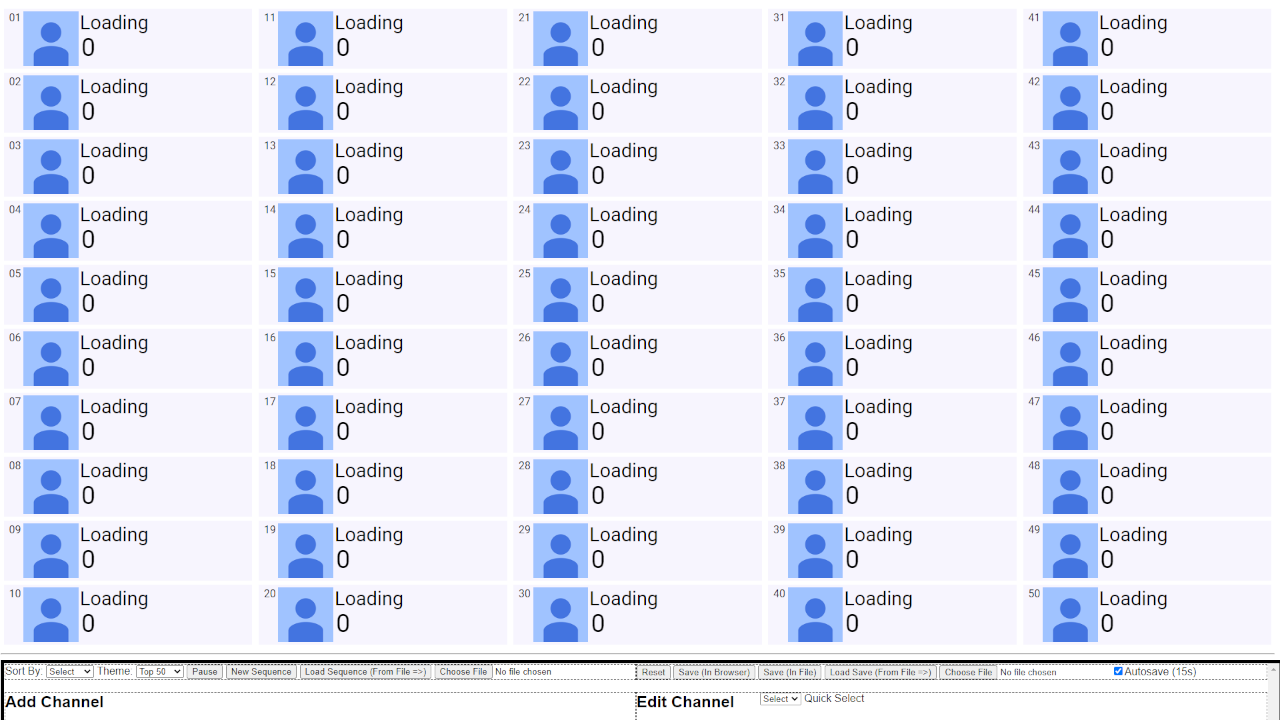 01 Loading 11 Loading 21 Loading 31 Loading 41 Loading
0 0 0 0 0
02 Loading 12 Loading 22 Loading 32 Loading 42 Loading
0 0 0 0 0
03 Loading 13 Loading 23 Loading 33 Loading 43 Loading
0 0 0 0 0
04 Loading 14 Loading 24 Loading 34 Loading 44 Loading
0 0 0 0 0
05 Loading 15 Loading 25 Loading 35 Loading 45 Loading
0 0 0 0 0
06 Loading 16 Loading 26 Loading 36 Loading 46 Loading
0 0 0 0 0
07 Loading 17 Loading 27 Loading 37 Loading 47 Loading
0 0 0 0 0
08 Loading 18 Loading 28 Loading 38 Loading 48 Loading
0 0 0 0 0
09 Loading 19 Loading 29 Loading 39 Loading 49 Loading
0 0 0 0 0
10 Loading 20 Loading 30 Loading 40 Loading 50 Loading
0 0 0 0 0
Sort By: Select Theme: Top 50 Pause New Sequence Load Sequence (From File =>) Choose File No file chosen Reset Save (In Browser) Save (In File) Load Save (From File =>) Choose File No file chosen Autosave (15s)
Add Channel Edit Channel Select Quick Select